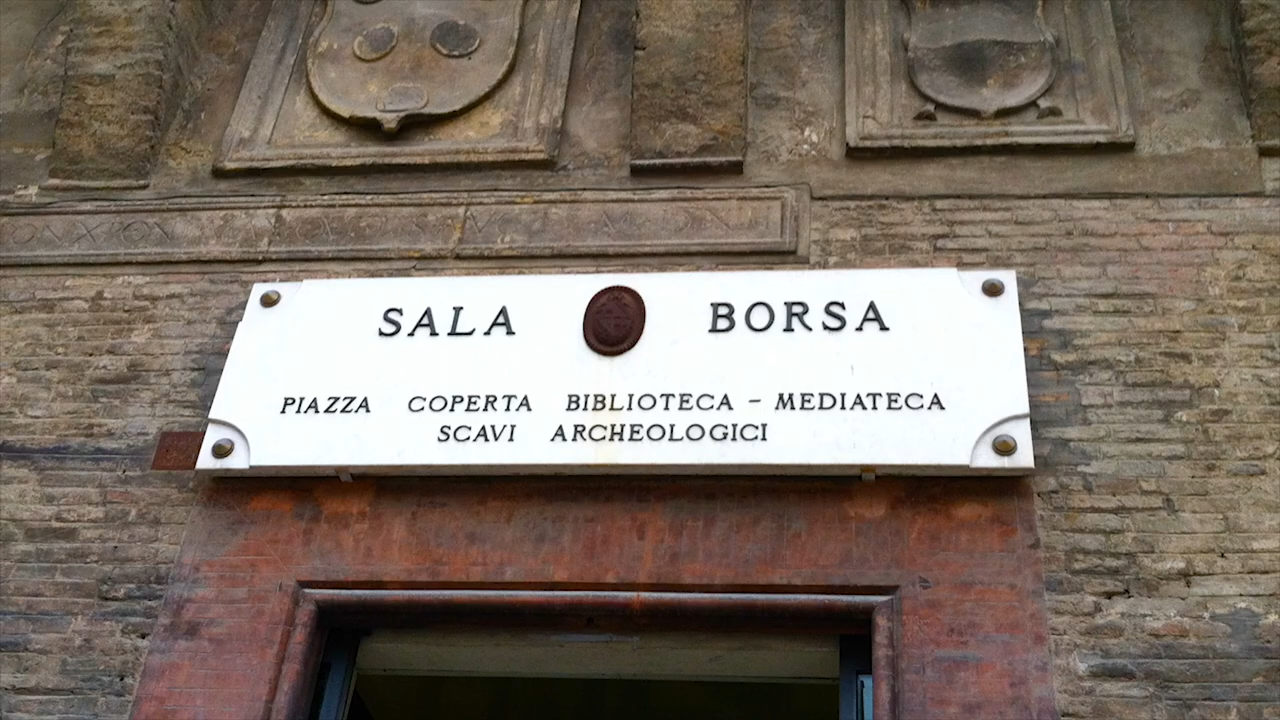 SALA BORSA
PIAZZA COPERTA BIBLIOTECA - MEDIATECA
SCAVI ARCHEOLOGICI